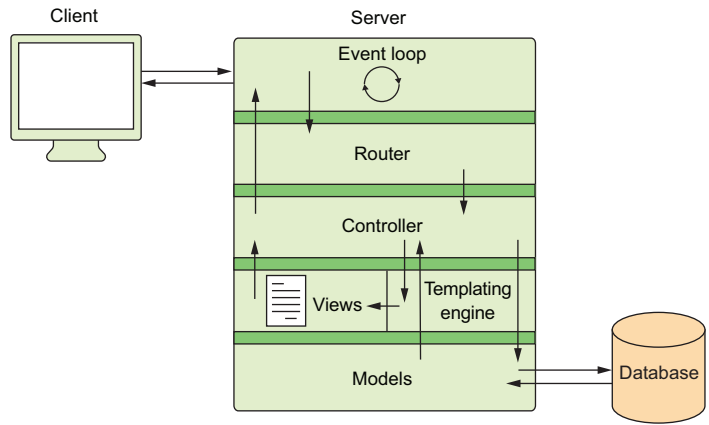 Client
Server
Event loop
Router
Controller
Views
Templating
engine
Models
Database